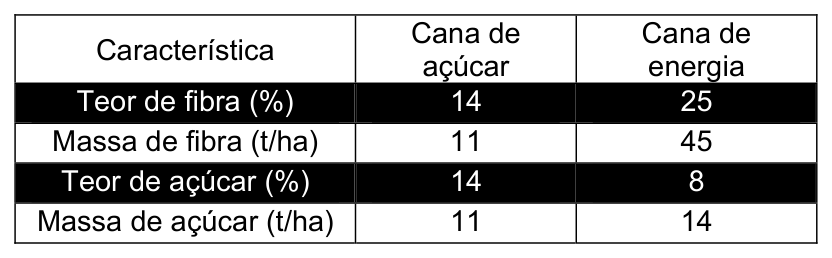 Característica Cana de açúcar Cana de energia
Teor de fibra (%) 14 25
Massa de fibra (t/ha) 11 45
Teor de açúcar (%) 14 8
Massa de açúcar (t/ha) 11 14